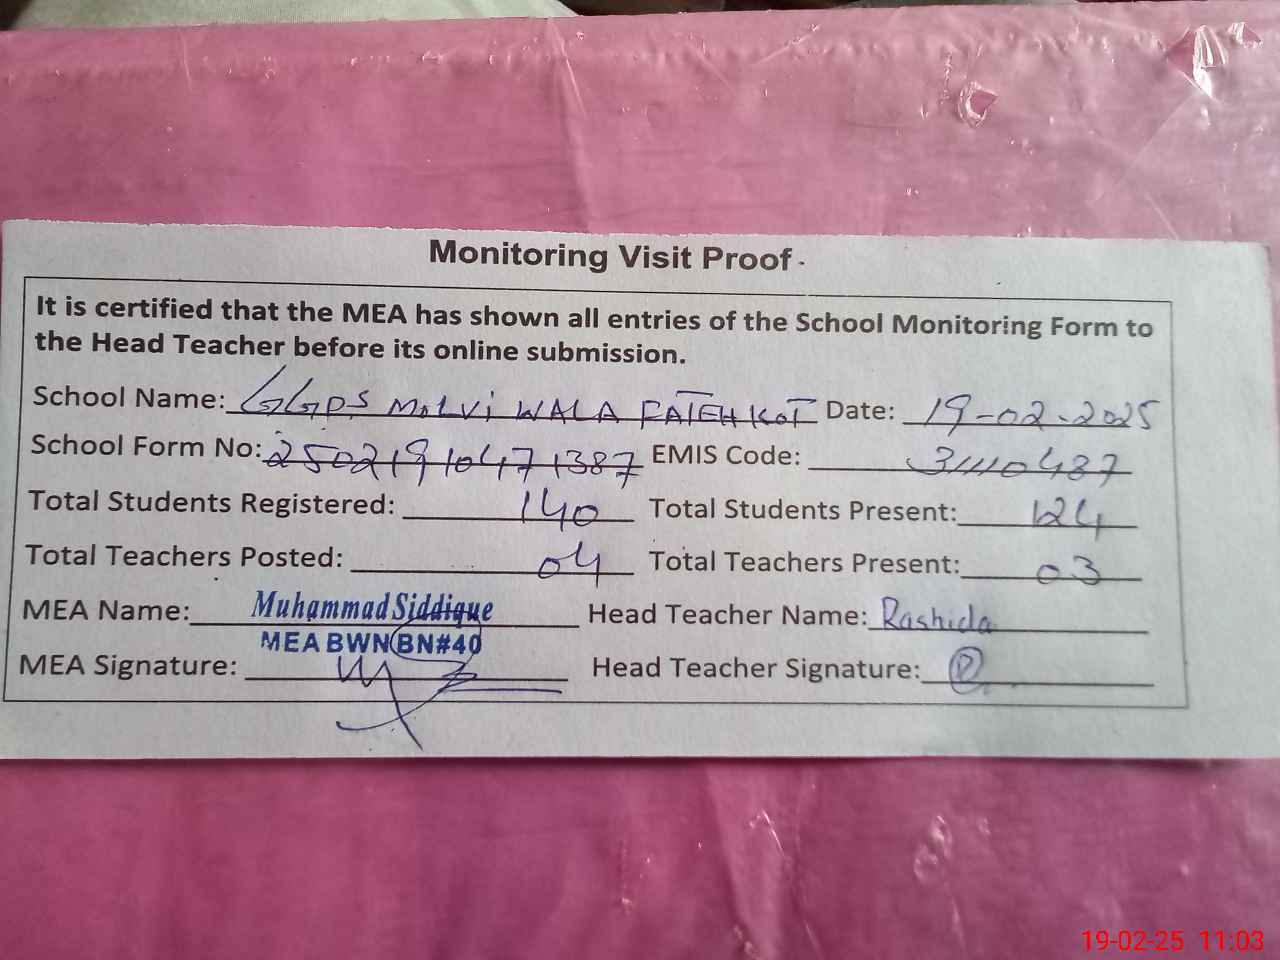 Monitoring Visit Proof
It is certified that the MEA has shown all entries of the School Monitoring Form to
the Head Teacher before its online submission.
School Name: GGPS MOLVI WALA FATEH KOT Date: 19-02-2025
School Form No: 25021910471387 EMIS Code: 31110487
Total Students Registered: 140 Total Students Present: 124
Total Teachers Posted: 04 Total Teachers Present: 03
MEA Name: Muhammad Siddique Head Teacher Name: Rashida
MEA BWN BN#40
MEA Signature: Head Teacher Signature: R
19-02-25 11:03